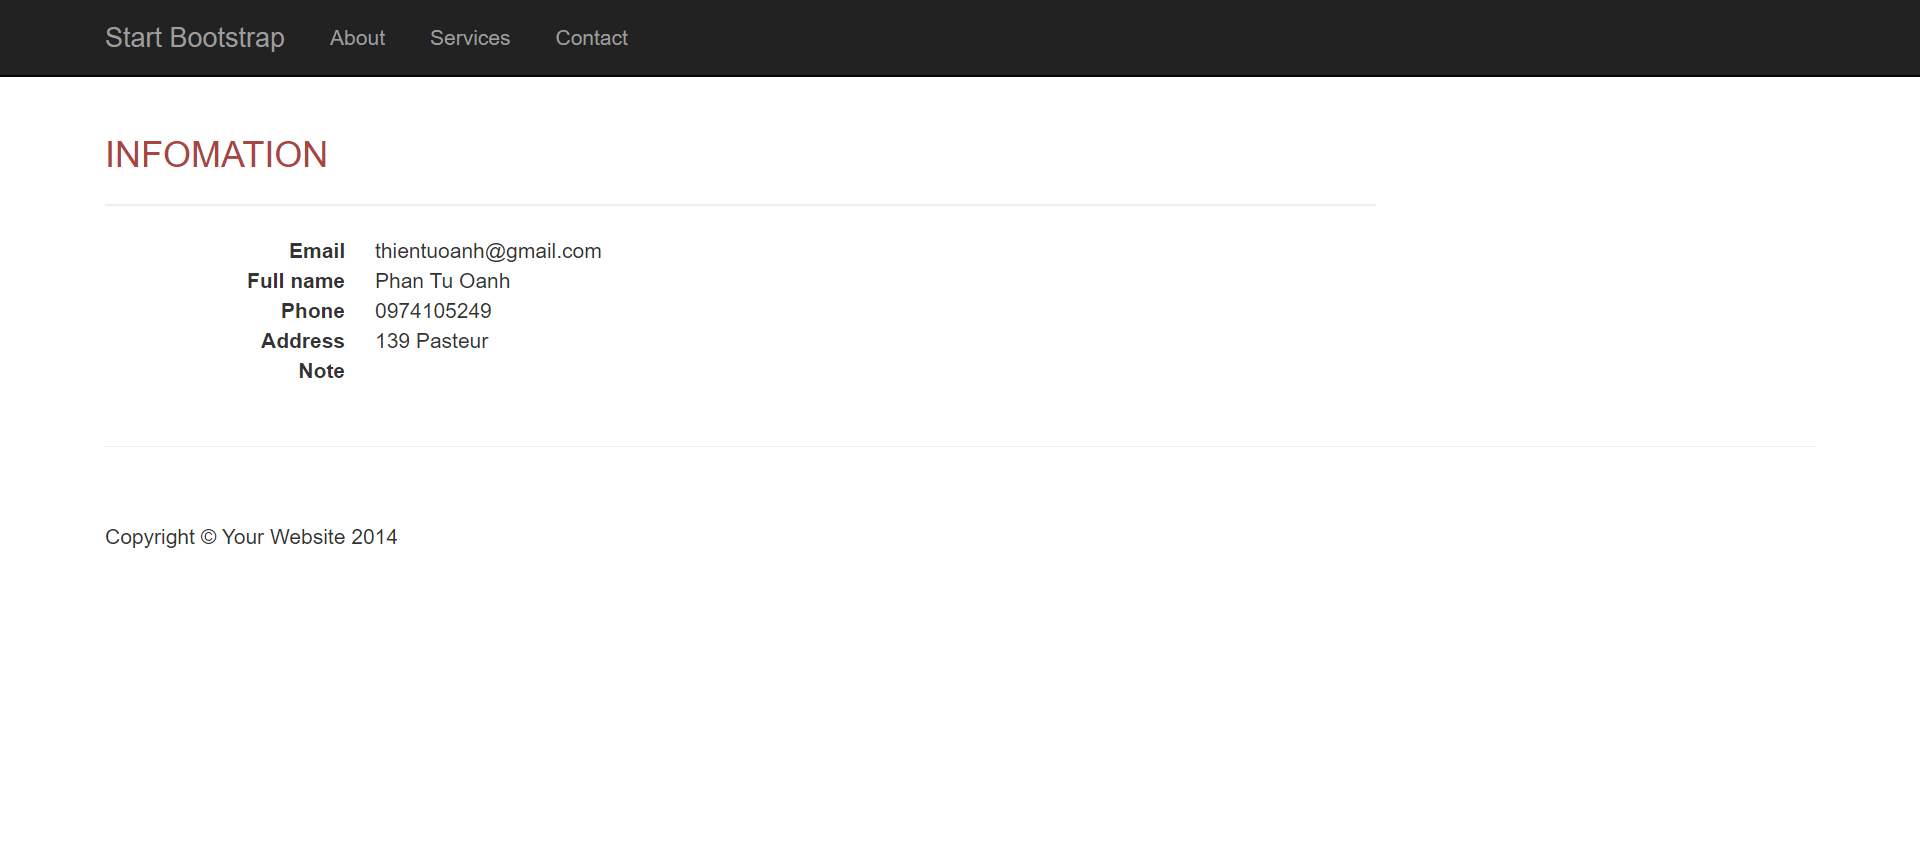 Start Bootstrap About Services Contact
INFOMATION
Email thientuoanh@gmail.com
Full name Phan Tu Oanh
Phone 0974105249
Address 139 Pasteur
Note
Copyright © Your Website 2014